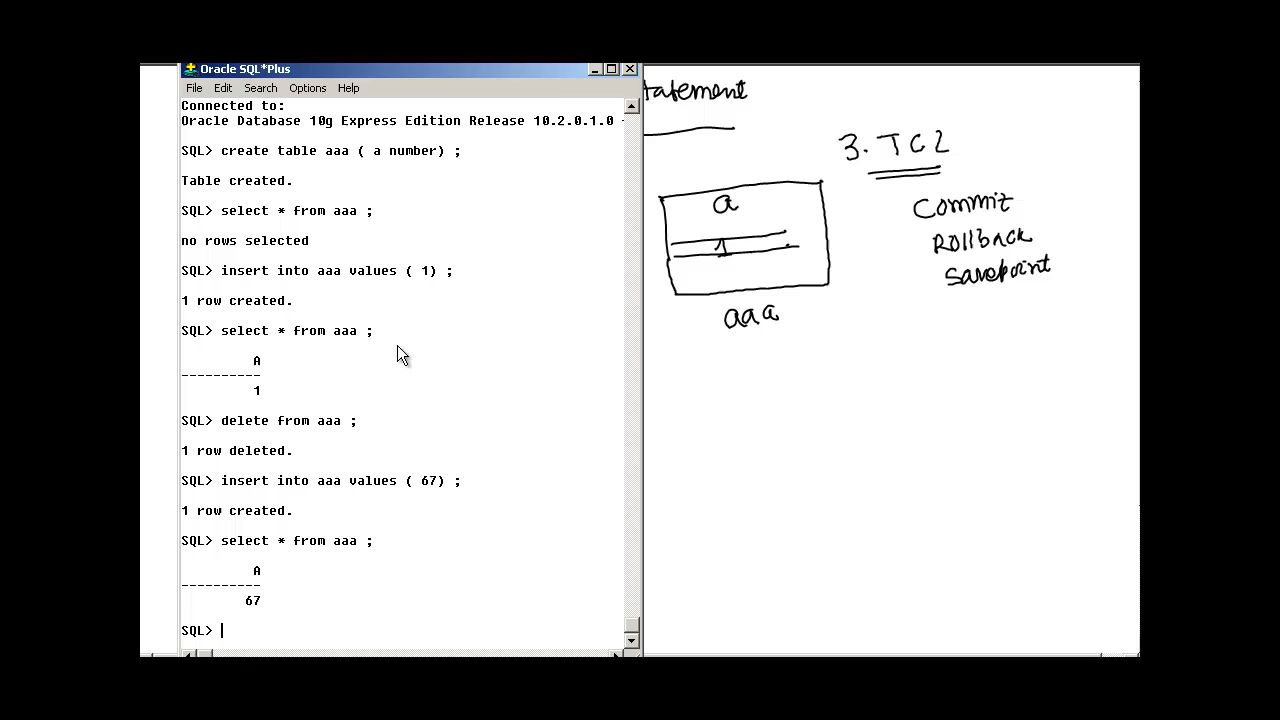 Oracle SQL*Plus
File Edit Search Options Help
Connected to:
Oracle Database 10g Express Edition Release 10.2.0.1.0 -
SQL> create table aaa ( a number) ;
Table created.
SQL> select * from aaa ;
no rows selected
SQL> insert into aaa values ( 1) ;
1 row created.
SQL> select * from aaa ;
A
----------
1
SQL> delete from aaa ;
1 row deleted.
SQL> insert into aaa values ( 67) ;
1 row created.
SQL> select * from aaa ;
A
----------
67
SQL>
tatement
3. TCL
a
1
aaa
Commit
Rollback
Savepoint